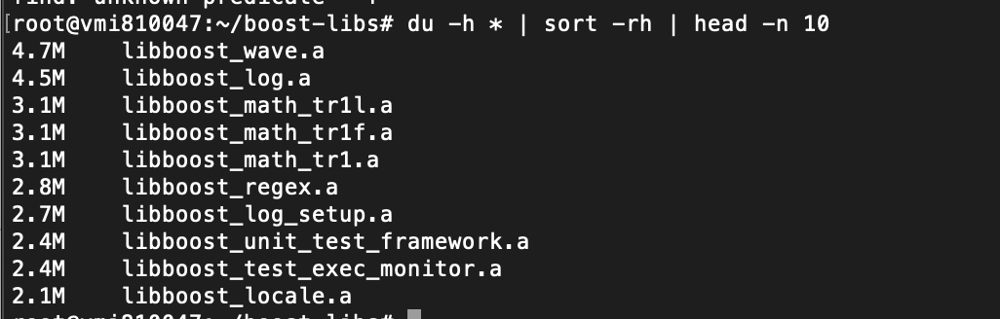 [root@vmi810047:~/boost-libs# du -h * | sort -rh | head -n 10
4.7M libboost_wave.a
4.5M libboost_log.a
3.1M libboost_math_tr1l.a
3.1M libboost_math_tr1f.a
3.1M libboost_math_tr1.a
2.8M libboost_regex.a
2.7M libboost_log_setup.a
2.4M libboost_unit_test_framework.a
2.4M libboost_test_exec_monitor.a
2.1M libboost_locale.a
root@vmi810047:~/boost-libs#